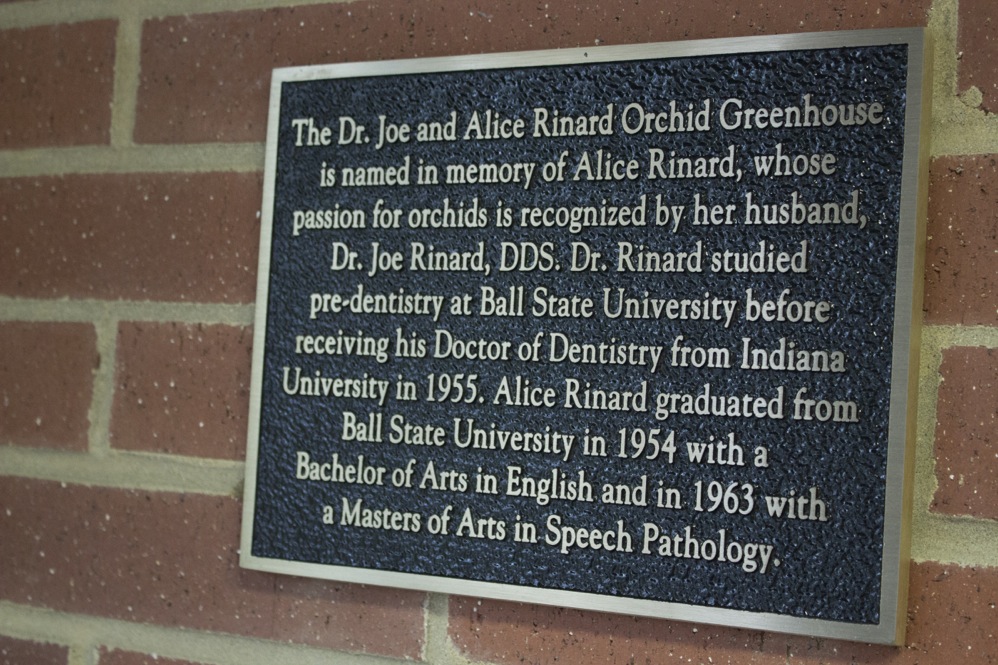 The Dr. Joe and Alice Rinard Orchid Greenhouse
is named in memory of Alice Rinard, whose
passion for orchids is recognized by her husband,
Dr. Joe Rinard, DDS. Dr. Rinard studied
pre-dentistry at Ball State University before
receiving his Doctor of Dentistry from Indiana
University in 1955. Alice Rinard graduated from
Ball State University in 1954 with a
Bachelor of Arts in English and in 1963 with
a Masters of Arts in Speech Pathology.